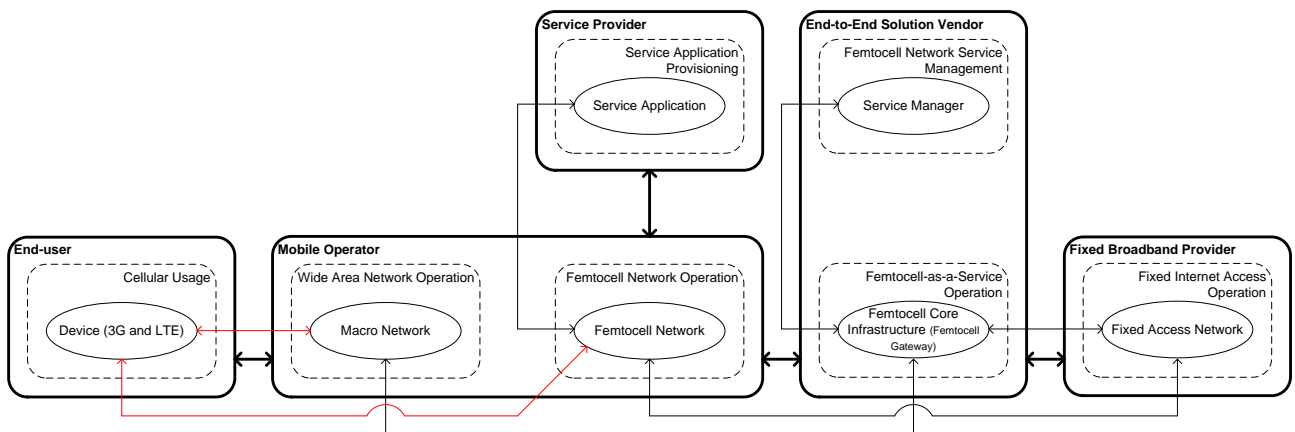 Service Provider
Service Application
Provisioning
Service Application
End-to-End Solution Vendor
Femtocell Network Service
Management
Service Manager
End-user
Cellular Usage
Device (3G and LTE)
Mobile Operator
Wide Area Network Operation
Macro Network
Femtocell Network Operation
Femtocell Network
Femtocell-as-a-Service
Operation
Femtocell Core
Infrastructure (Femtocell
Gateway)
Fixed Broadband Provider
Fixed Internet Access
Operation
Fixed Access Network